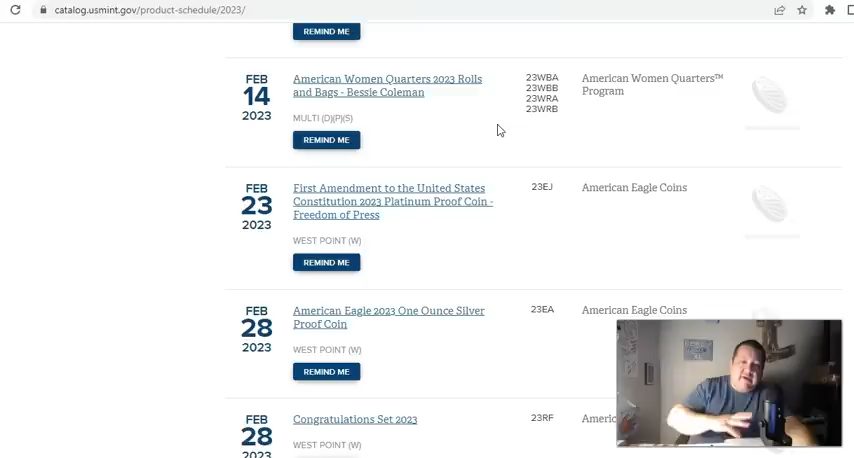 catalog.usmint.gov/product-schedule/2023/
REMIND ME
FEB
14
2023
American Women Quarters 2023 Rolls
and Bags - Bessie Coleman
MULTI (D)(P)(S)
REMIND ME
23WBA
23WBB
23WRA
23WRB
American Women Quarters™
Program
FEB
23
2023
First Amendment to the United States
Constitution 2023 Platinum Proof Coin -
Freedom of Press
WEST POINT (W)
REMIND ME
23EJ
American Eagle Coins
FEB
28
2023
American Eagle 2023 One Ounce Silver
Proof Coin
WEST POINT (W)
REMIND ME
23EA
American Eagle Coins
FEB
28
2023
Congratulations Set 2023
WEST POINT (W)
23RF
Americ